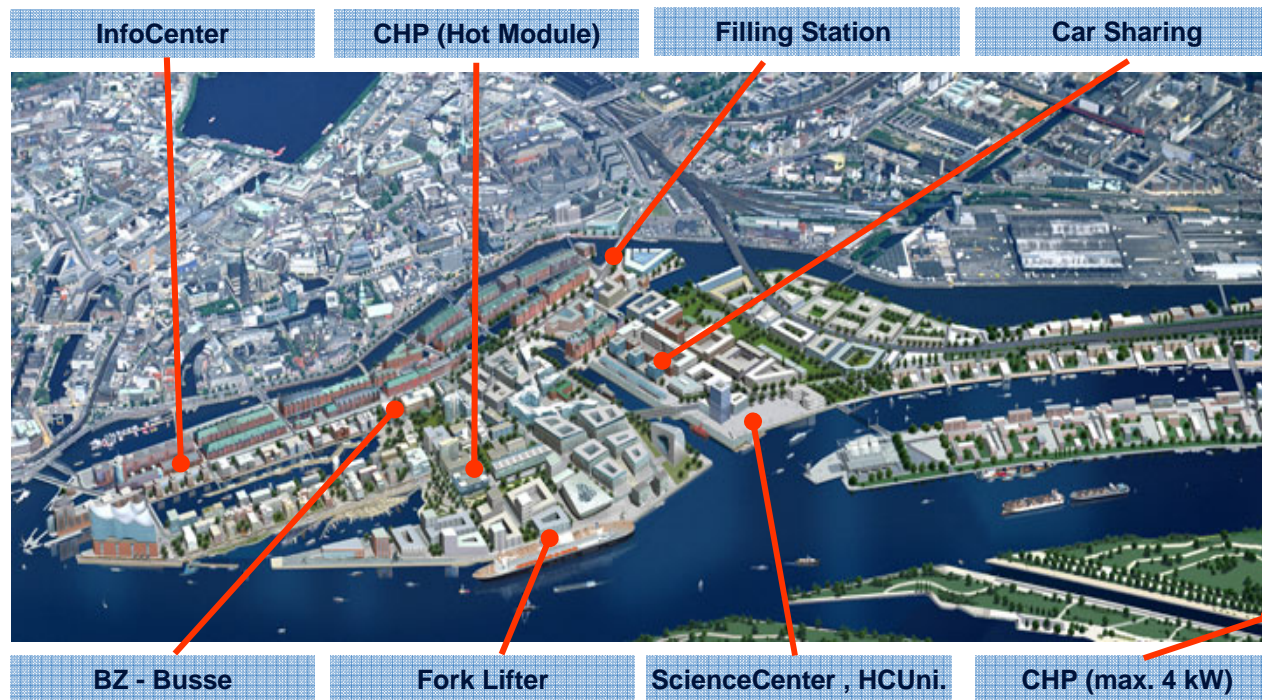 InfoCenter
CHP (Hot Module)
Filling Station
Car Sharing
BZ - Busse
Fork Lifter
ScienceCenter , HCUni.
CHP (max. 4 kW)